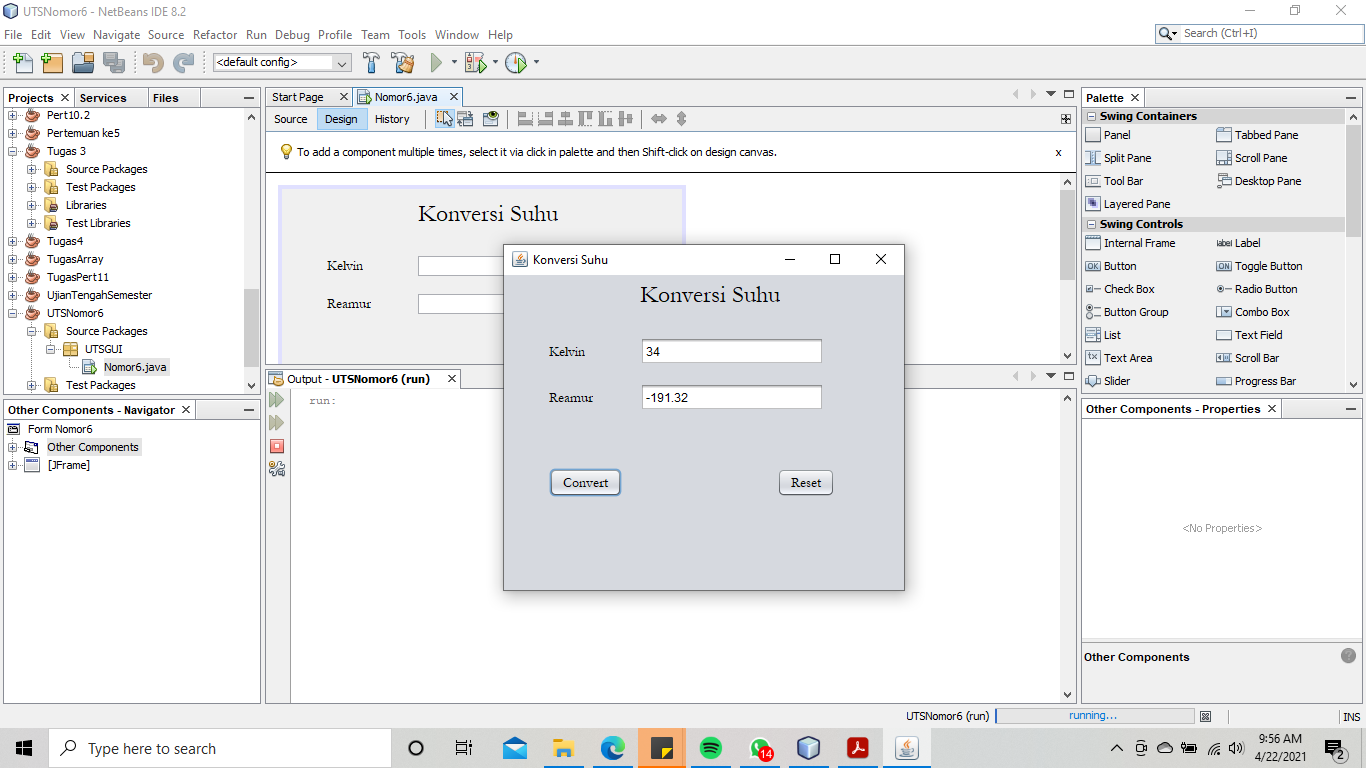 UTSNomor6 - NetBeans IDE 8.2
File Edit View Navigate Source Refactor Run Debug Profile Team Tools Window Help
Search (Ctrl+I)
<default config>
Projects Services Files
Pert10.2
Pertemuan ke5
Tugas 3
Source Packages
Test Packages
Libraries
Test Libraries
Tugas4
TugasArray
TugasPert11
UjianTengahSemester
UTSNomor6
Source Packages
UTSGUI
Nomor6.java
Test Packages
Other Components - Navigator
Form Nomor6
Other Components
[JFrame]
Start Page Nomor6.java
Source Design History
To add a component multiple times, select it via click in palette and then Shift-click on design canvas.
x
Konversi Suhu
Kelvin
Reamur
Konversi Suhu
Konversi Suhu
Kelvin 34
Reamur -191.32
Convert Reset
Output - UTSNomor6 (run)
run:
Palette
Swing Containers
Panel Tabbed Pane
Split Pane Scroll Pane
Tool Bar Desktop Pane
Layered Pane
Swing Controls
Internal Frame label Label
OK Button ON Toggle Button
Check Box Radio Button
Button Group Combo Box
List Text Field
Text Area Scroll Bar
Slider Progress Bar
Other Components - Properties
<No Properties>
Other Components
UTSNomor6 (run) running... INS
Type here to search
14
9:56 AM
4/22/2021
2